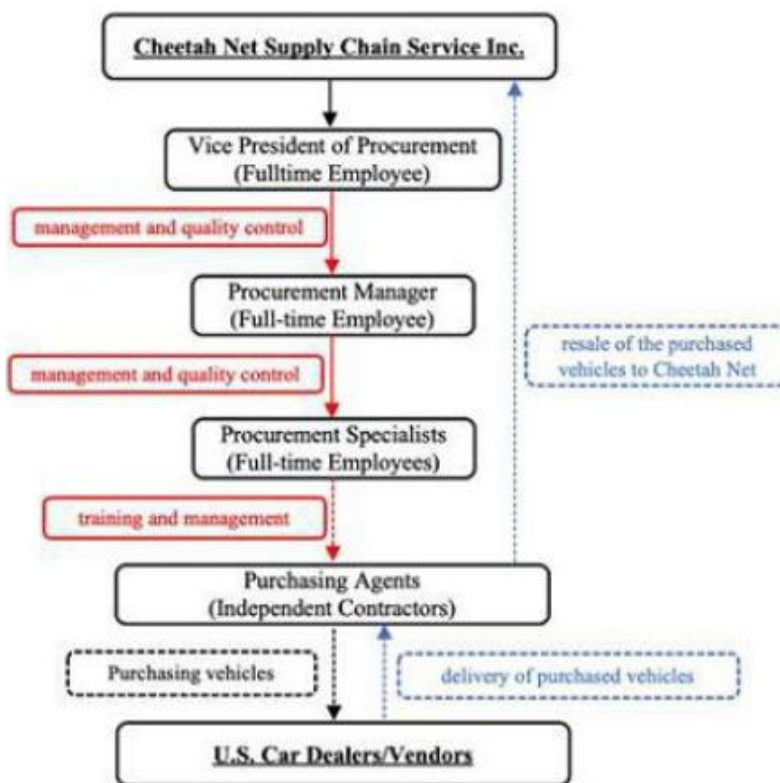 Cheetah Net Supply Chain Service Inc.
Vice President of Procurement
(Fulltime Employee)
management and quality control
Procurement Manager
(Full-time Employee)
resale of the purchased
vehicles to Cheetah Net
management and quality control
Procurement Specialists
(Full-time Employees)
training and management
Purchasing Agents
(Independent Contractors)
Purchasing vehicles
delivery of purchased vehicles
U.S. Car Dealers/Vendors